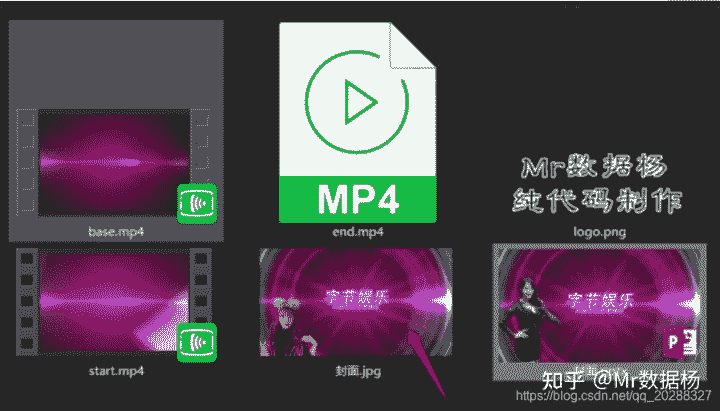 MP4
Mr数据杨
纯代码制作
base.mp4
end.mp4
logo.png
字节娱乐
字节娱乐
P
start.mp4
封面.jpg
知乎 @Mr数据杨
https://blog.csdn.net/qq_20288327